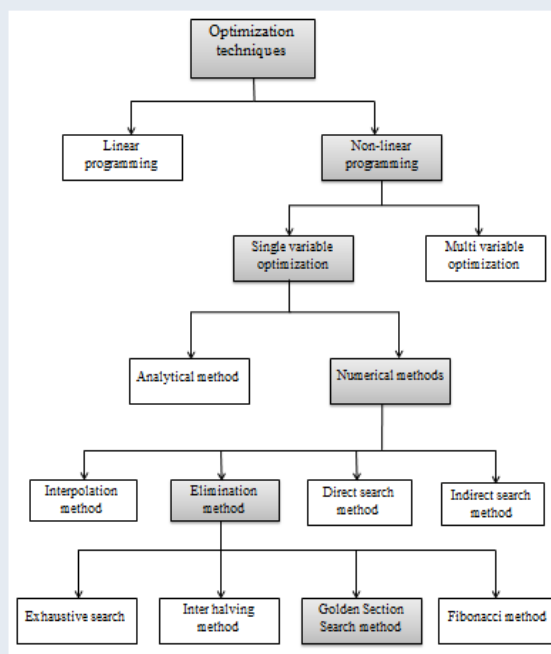 Optimization
techniques
Linear
programming
Non-linear
programming
Single variable
optimization
Multi variable
optimization
Analytical method
Numerical methods
Interpolation
method
Elimination
method
Direct search
method
Indirect search
method
Exhaustive search
Inter halving
method
Golden Section
Search method
Fibonacci method